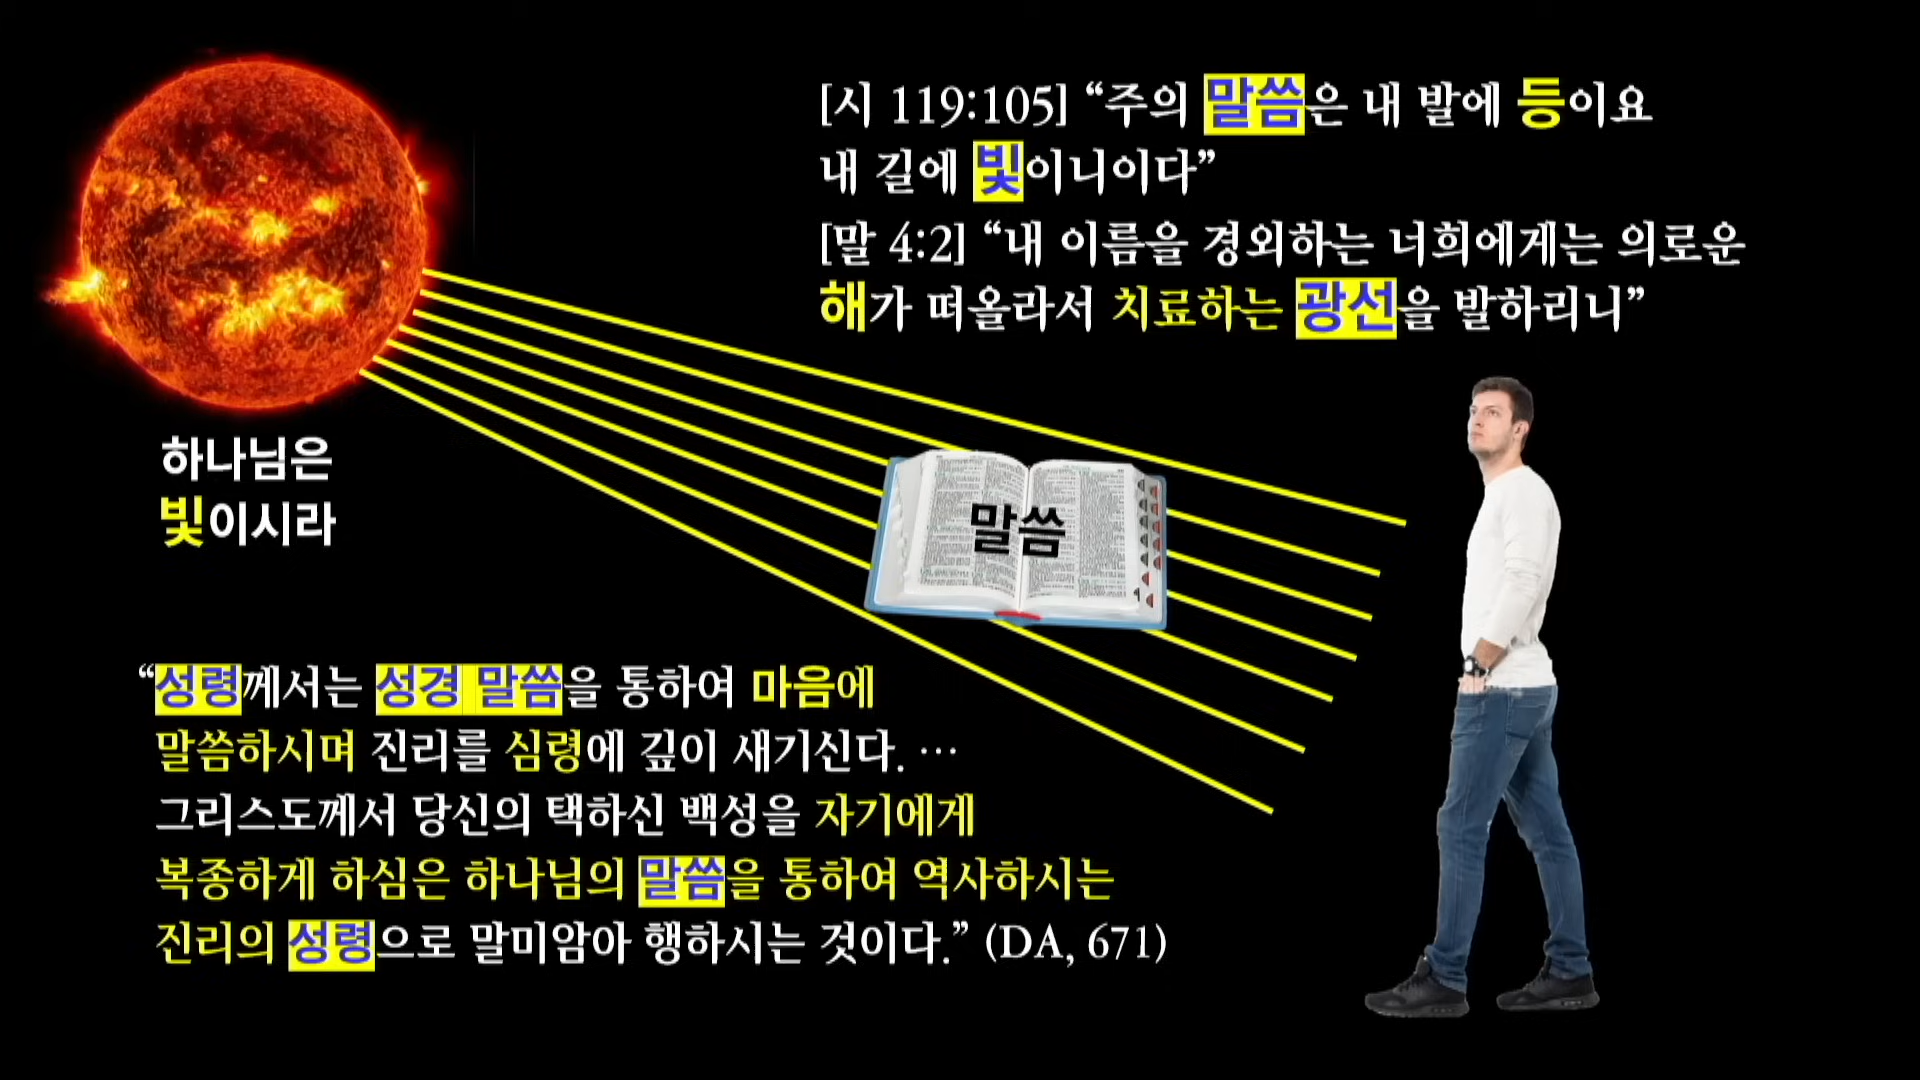 [시 119:105] “주의 말씀은 내 발에 등이요
내 길에 빛이니이다”
[말 4:2] “내 이름을 경외하는 너희에게는 의로운
해가 떠올라서 치료하는 광선을 발하리니”
하나님은
빛이시라
말씀
“성령께서는 성경 말씀을 통하여 마음에
말씀하시며 진리를 심령에 깊이 새기신다. …
그리스도께서 당신의 택하신 백성을 자기에게
복종하게 하심은 하나님의 말씀을 통하여 역사하시는
진리의 성령으로 말미암아 행하시는 것이다.” (DA, 671)